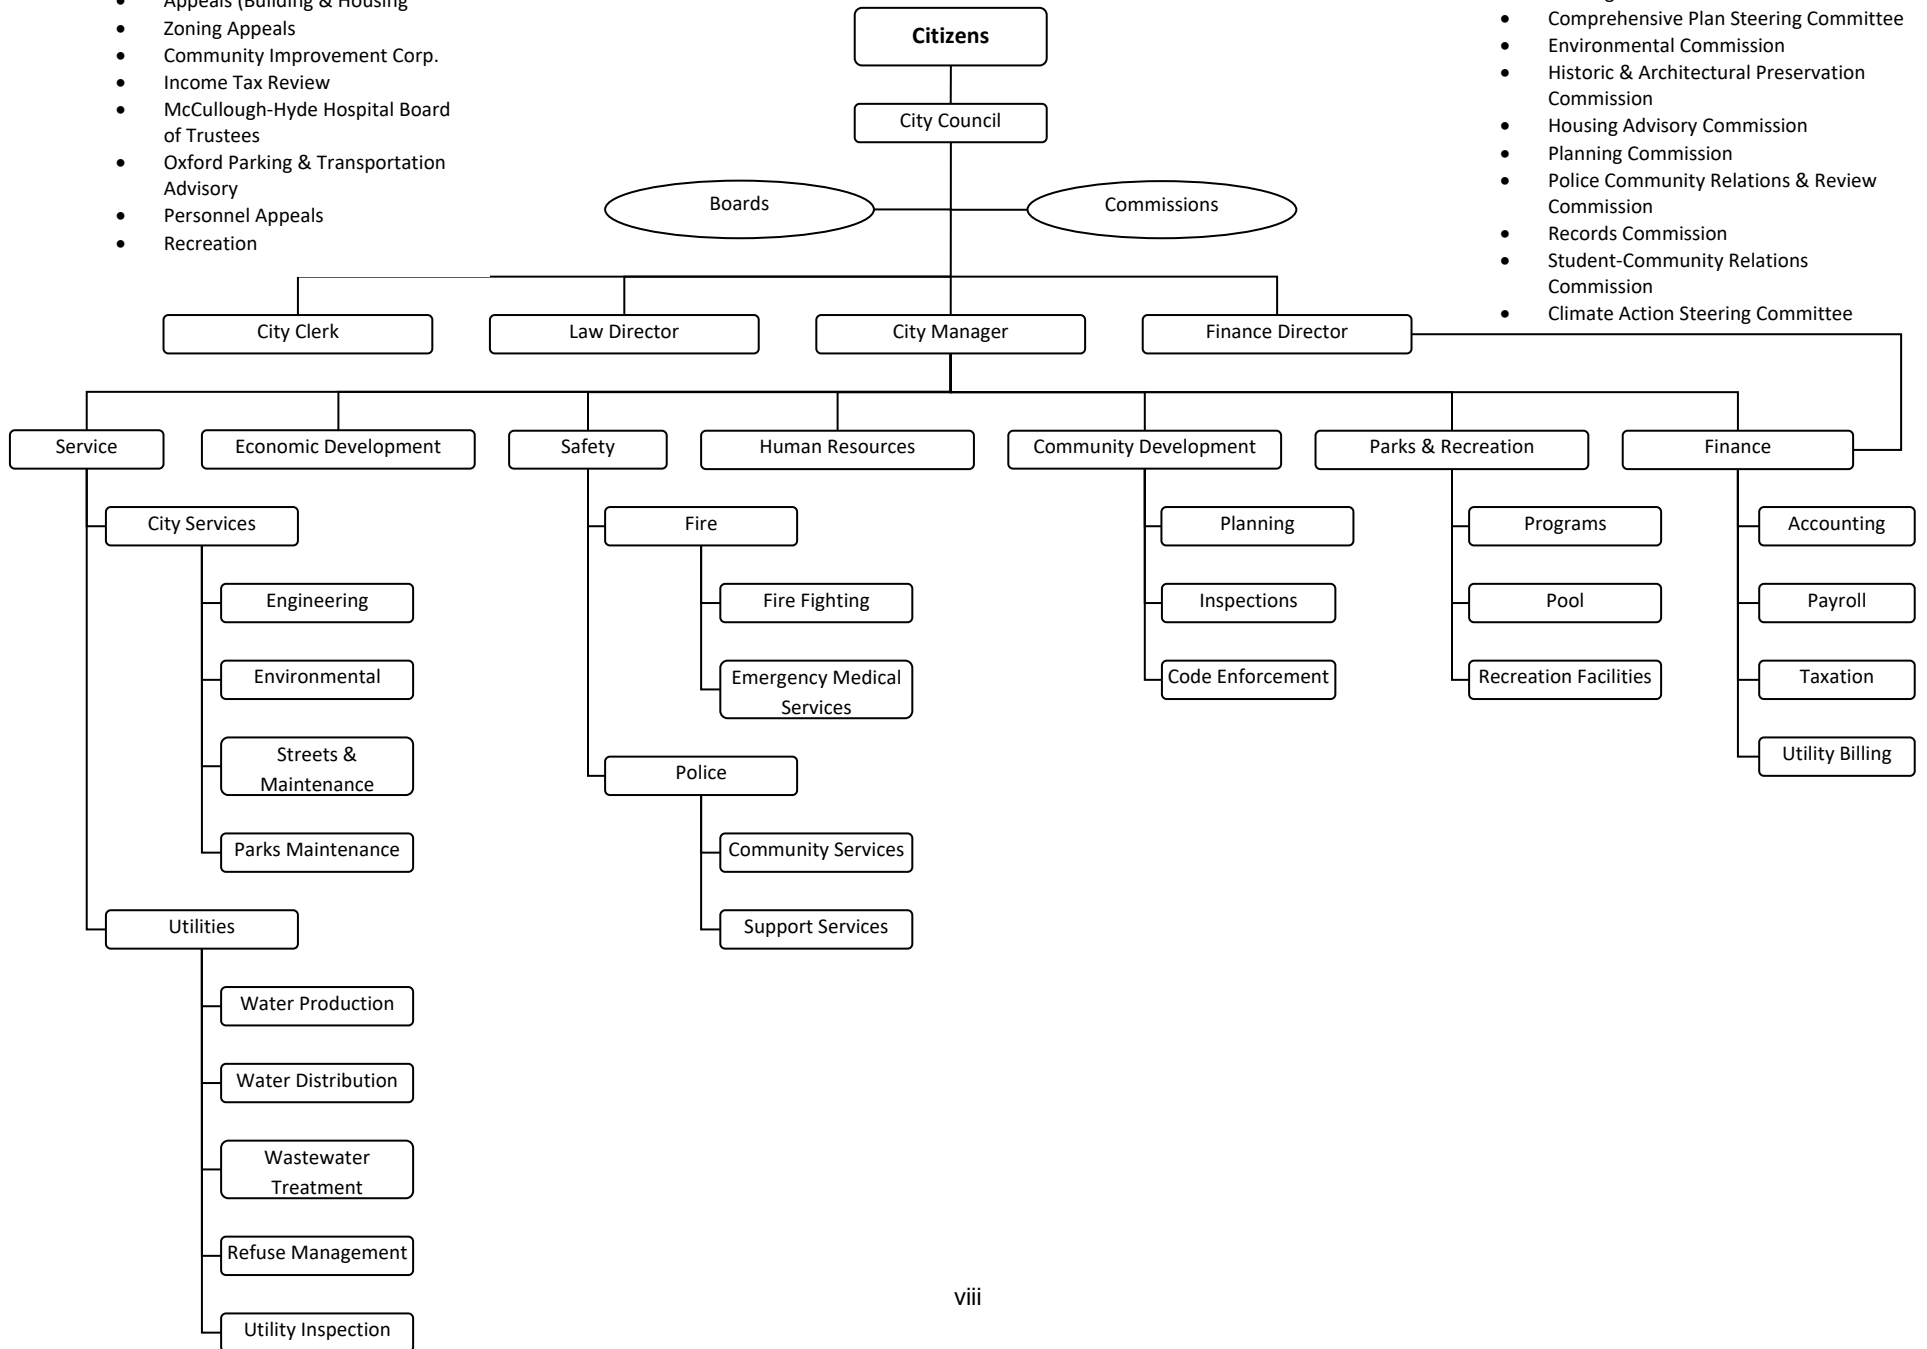 Appeals (Building & Housing
Zoning Appeals
Community Improvement Corp.
Income Tax Review
McCullough-Hyde Hospital Board
of Trustees
Oxford Parking & Transportation
Advisory
Personnel Appeals
Recreation
Citizens
City Council
Boards
Commissions
Comprehensive Plan Steering Committee
Environmental Commission
Historic & Architectural Preservation
Commission
Housing Advisory Commission
Planning Commission
Police Community Relations & Review
Commission
Records Commission
Student-Community Relations
Commission
Climate Action Steering Committee
City Clerk
Law Director
City Manager
Finance Director
Service
Economic Development
Safety
Human Resources
Community Development
Parks & Recreation
Finance
City Services
Engineering
Environmental
Streets &
Maintenance
Parks Maintenance
Utilities
Water Production
Water Distribution
Wastewater
Treatment
Refuse Management
Utility Inspection
Fire
Fire Fighting
Emergency Medical
Services
Police
Community Services
Support Services
Planning
Inspections
Code Enforcement
Programs
Pool
Recreation Facilities
Accounting
Payroll
Taxation
Utility Billing
viii